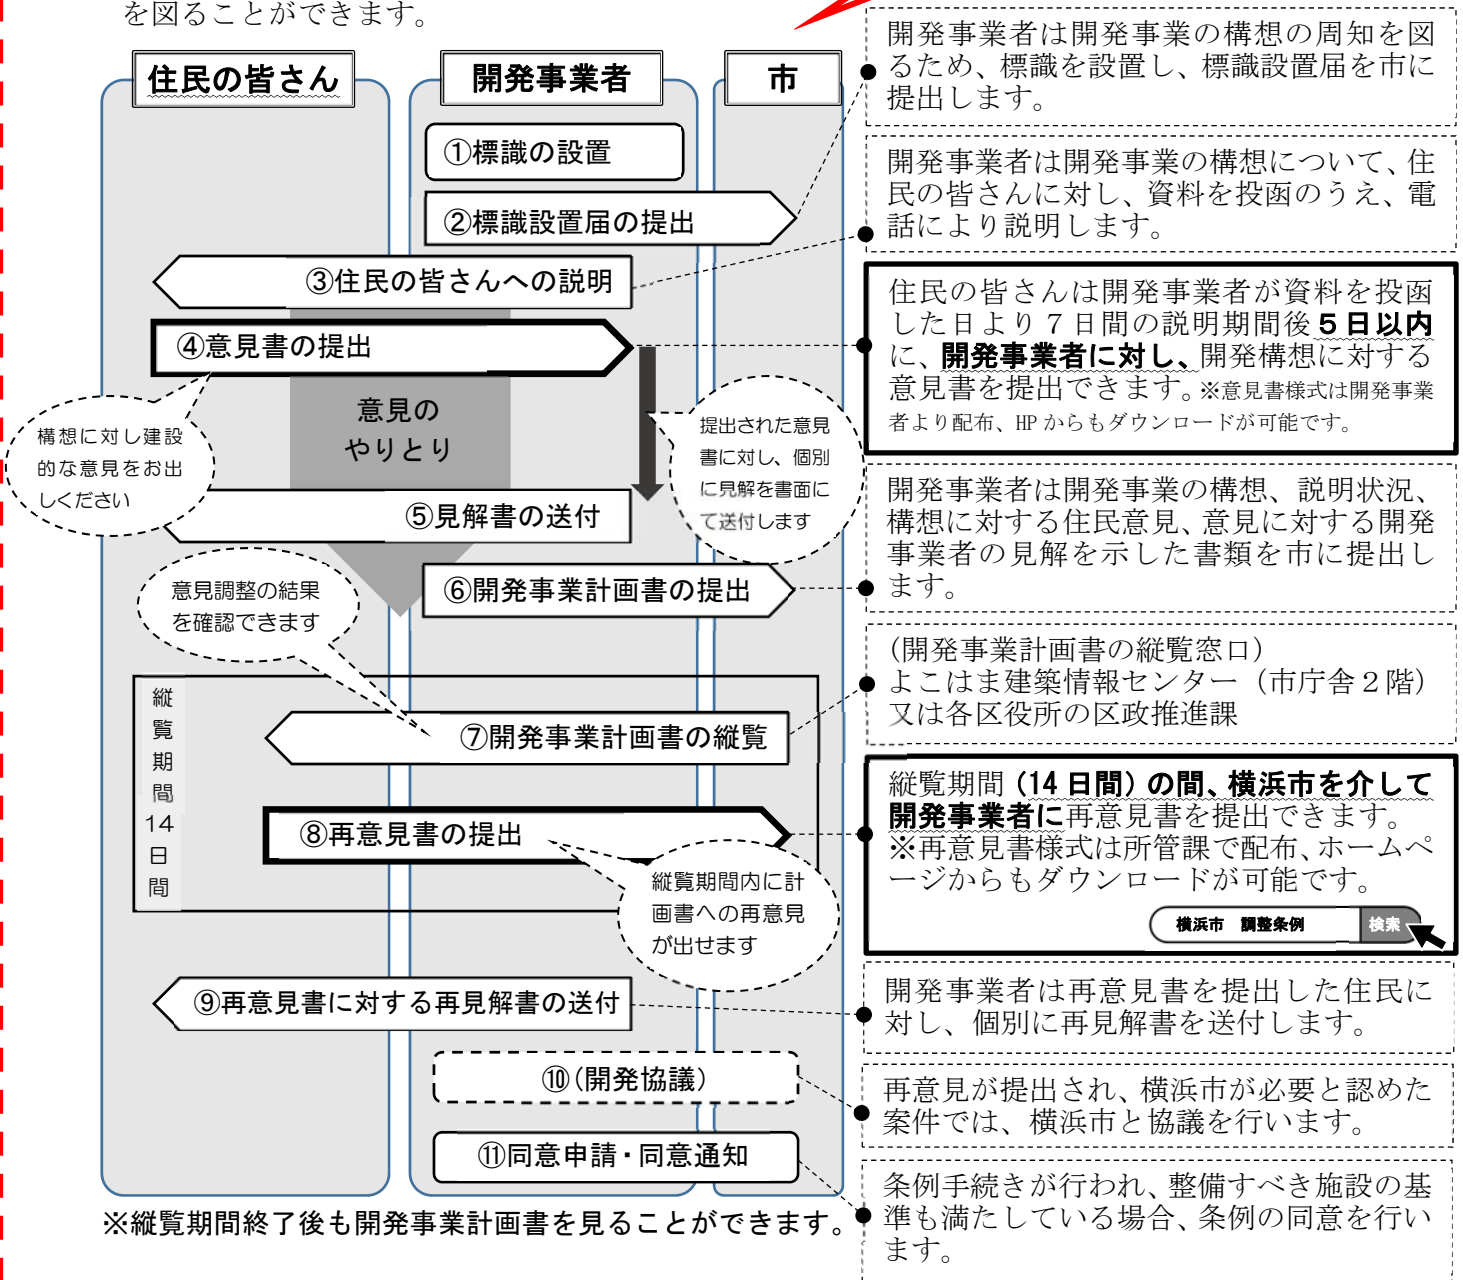 を図ることができます。
住民の皆さん
開発事業者
市
①標識の設置
②標識設置届の提出
③住民の皆さんへの説明
④意見書の提出
意見の
やりとり
構想に対し建設
的な意見をお出
しください
提出された意見
書に対し、個別
に見解を書面に
て送付します
⑤見解書の送付
⑥開発事業計画書の提出
意見調整の結果
を確認できます
縦
覧
期
間
14
日
間
⑦開発事業計画書の縦覧
⑧再意見書の提出
縦覧期間内に計
画書への再意見
が出せます
⑨再意見書に対する再見解書の送付
⑩(開発協議)
⑪同意申請・同意通知
※縦覧期間終了後も開発事業計画書を見ることができます。
開発事業者は開発事業の構想の周知を図
るため、標識を設置し、標識設置届を市に
提出します。
開発事業者は開発事業の構想について、住
民の皆さんに対し、資料を投函のうえ、電
話により説明します。
住民の皆さんは開発事業者が資料を投函
した日より7日間の説明期間後5日以内
に、開発事業者に対し、開発構想に対する
意見書を提出できます。※意見書様式は開発事業
者より配布、HPからもダウンロードが可能です。
開発事業者は開発事業の構想、説明状況、
構想に対する住民意見、意見に対する開発
事業者の見解を示した書類を市に提出し
ます。
(開発事業計画書の縦覧窓口)
よこはま建築情報センター(市庁舎2階)
又は各区役所の区政推進課
縦覧期間(14日間)の間、横浜市を介して
開発事業者に再意見書を提出できます。
※再意見書様式は所管課で配布、ホームペ
ージからもダウンロードが可能です。
横浜市 調整条例 検索
開発事業者は再意見書を提出した住民に
対し、個別に再見解書を送付します。
再意見が提出され、横浜市が必要と認めた
案件では、横浜市と協議を行います。
条例手続きが行われ、整備すべき施設の基
準も満たしている場合、条例の同意を行い
ます。